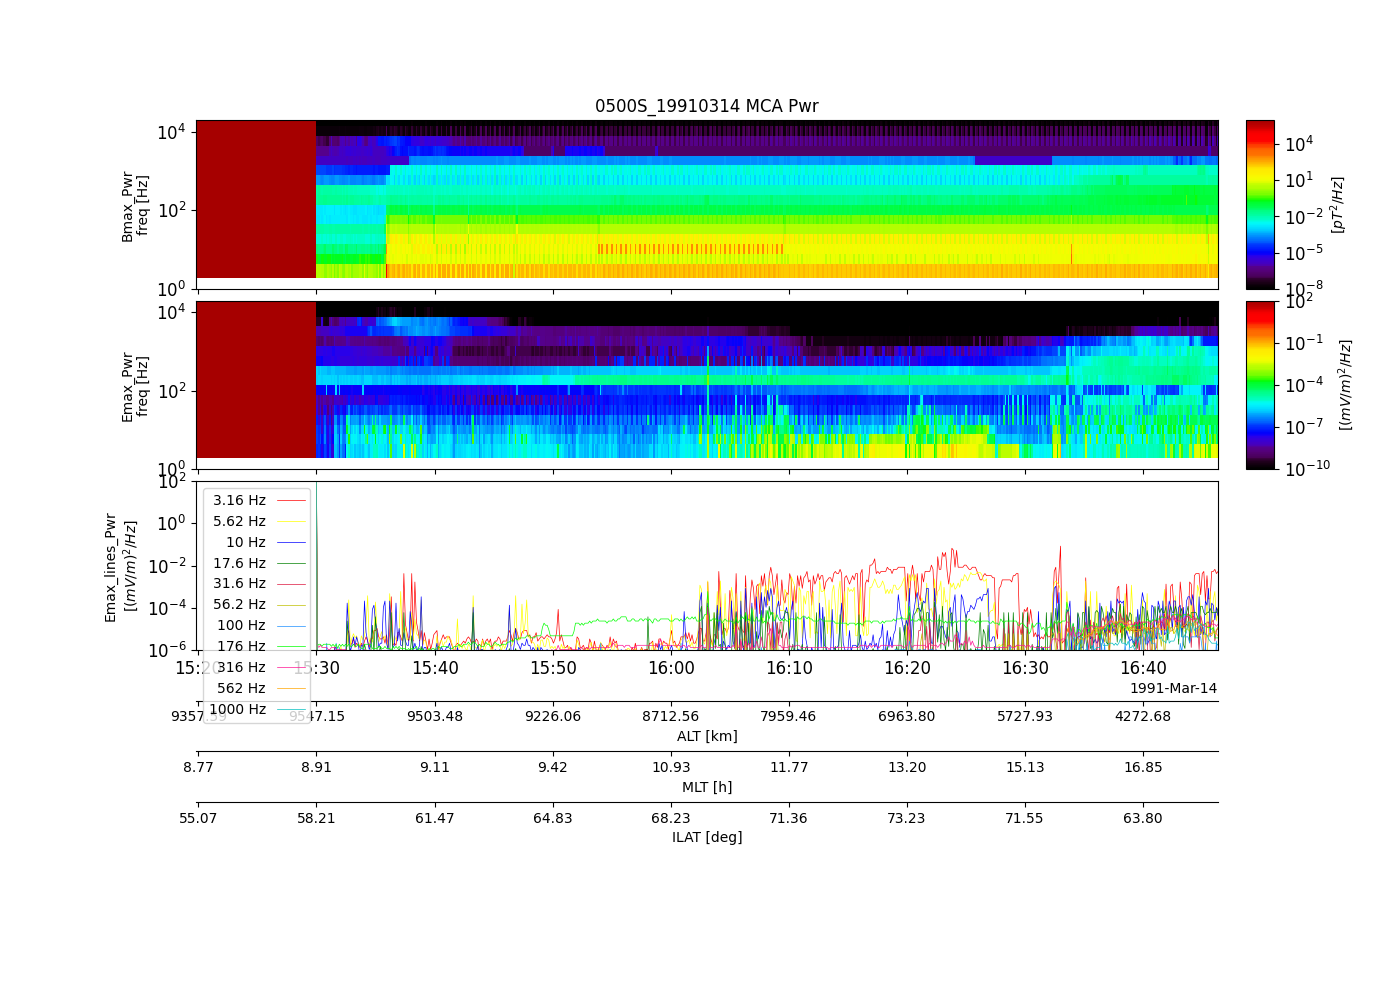 0500S_19910314 MCA Pwr
Bmax_Pwr
freq [Hz]
10^4
10^2
10^0
10^4
10^1
10^-2
10^-5
10^-8
[pT^2/Hz]
Emax_Pwr
freq [Hz]
10^4
10^2
10^0
10^2
10^-1
10^-4
10^-7
10^-10
[(mV/m)^2/Hz]
Emax_lines_Pwr
[(mV/m)^2/Hz]
10^2
10^0
10^-2
10^-4
10^-6
3.16 Hz
5.62 Hz
10 Hz
17.6 Hz
31.6 Hz
56.2 Hz
100 Hz
176 Hz
316 Hz
562 Hz
1000 Hz
15:20 15:30 15:40 15:50 16:00 16:10 16:20 16:30 16:40
1991-Mar-14
9357.59 9547.15 9503.48 9226.06 8712.56 7959.46 6963.80 5727.93 4272.68
ALT [km]
8.77 8.91 9.11 9.42 10.93 11.77 13.20 15.13 16.85
MLT [h]
55.07 58.21 61.47 64.83 68.23 71.36 73.23 71.55 63.80
ILAT [deg]